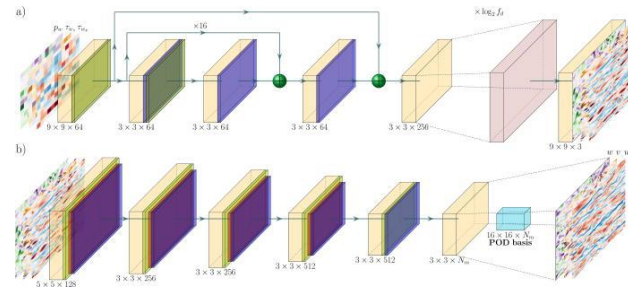 a)
p_w τ_u, τ_{w_x}
×16
× log₂ f_d
9 × 9 × 64
3 × 3 × 64
3 × 3 × 64
3 × 3 × 64
3 × 3 × 256
9 × 9 × 3
b)
w v u
5 × 5 × 128
3 × 3 × 256
3 × 3 × 256
3 × 3 × 512
3 × 3 × 512
3 × 3 × N_m
16 × 16 × N_m
POD basis